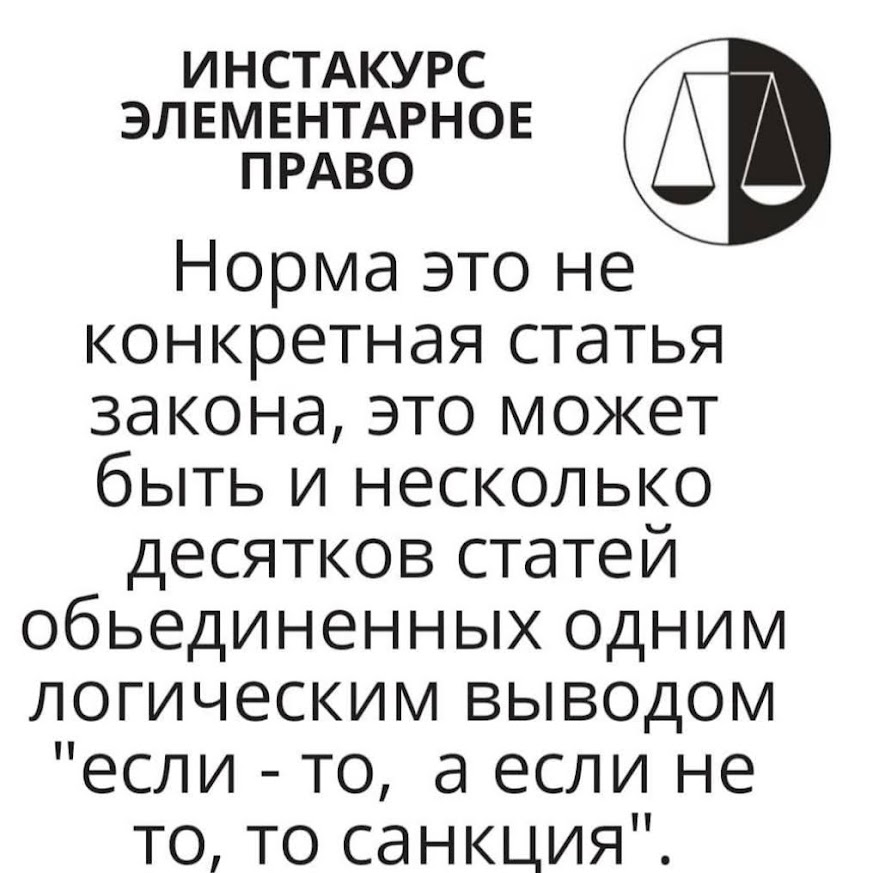 ИНСТАКУРС
ЭЛЕМЕНТАРНОЕ
ПРАВО
Норма это не
конкретная статья
закона, это может
быть и несколько
десятков статей
обьединенных одним
логическим выводом
"если - то,  а если не
то, то санкция".